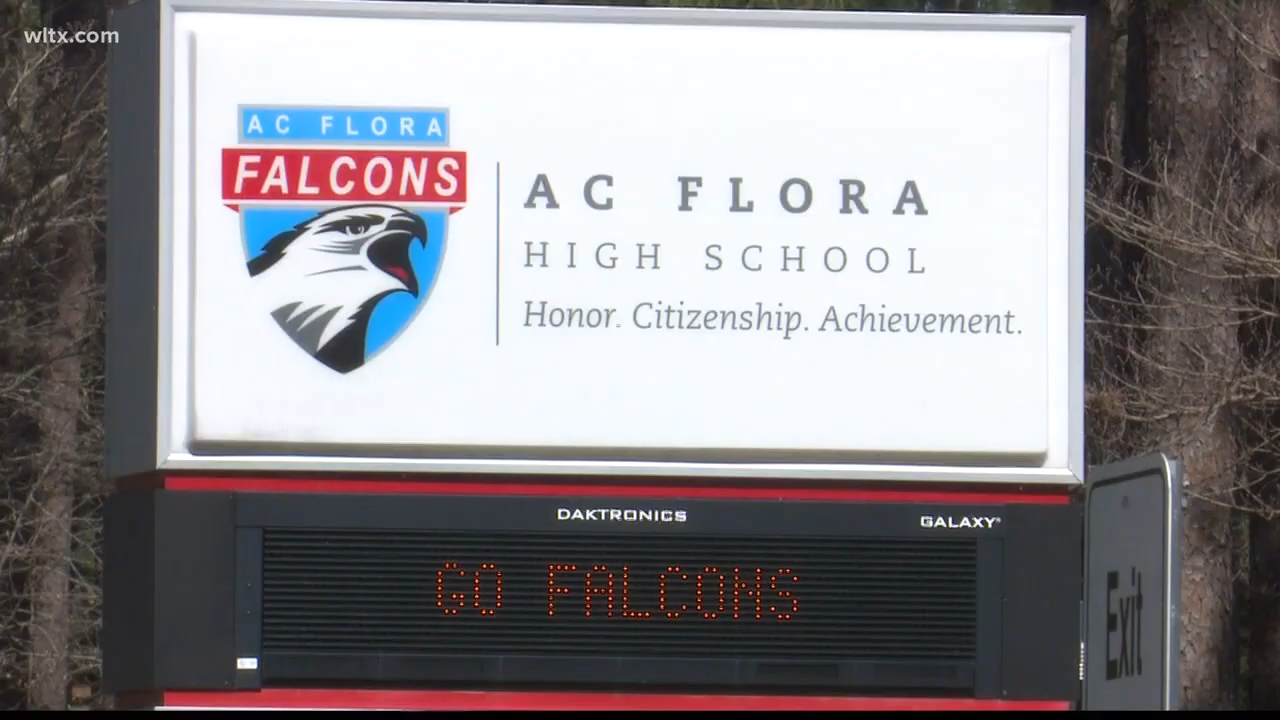 wltx.com
AC FLORA
FALCONS
AC FLORA
HIGH SCHOOL
Honor. Citizenship. Achievement.
DAKTRONICS
GALAXY®
GO FALCONS
Exit